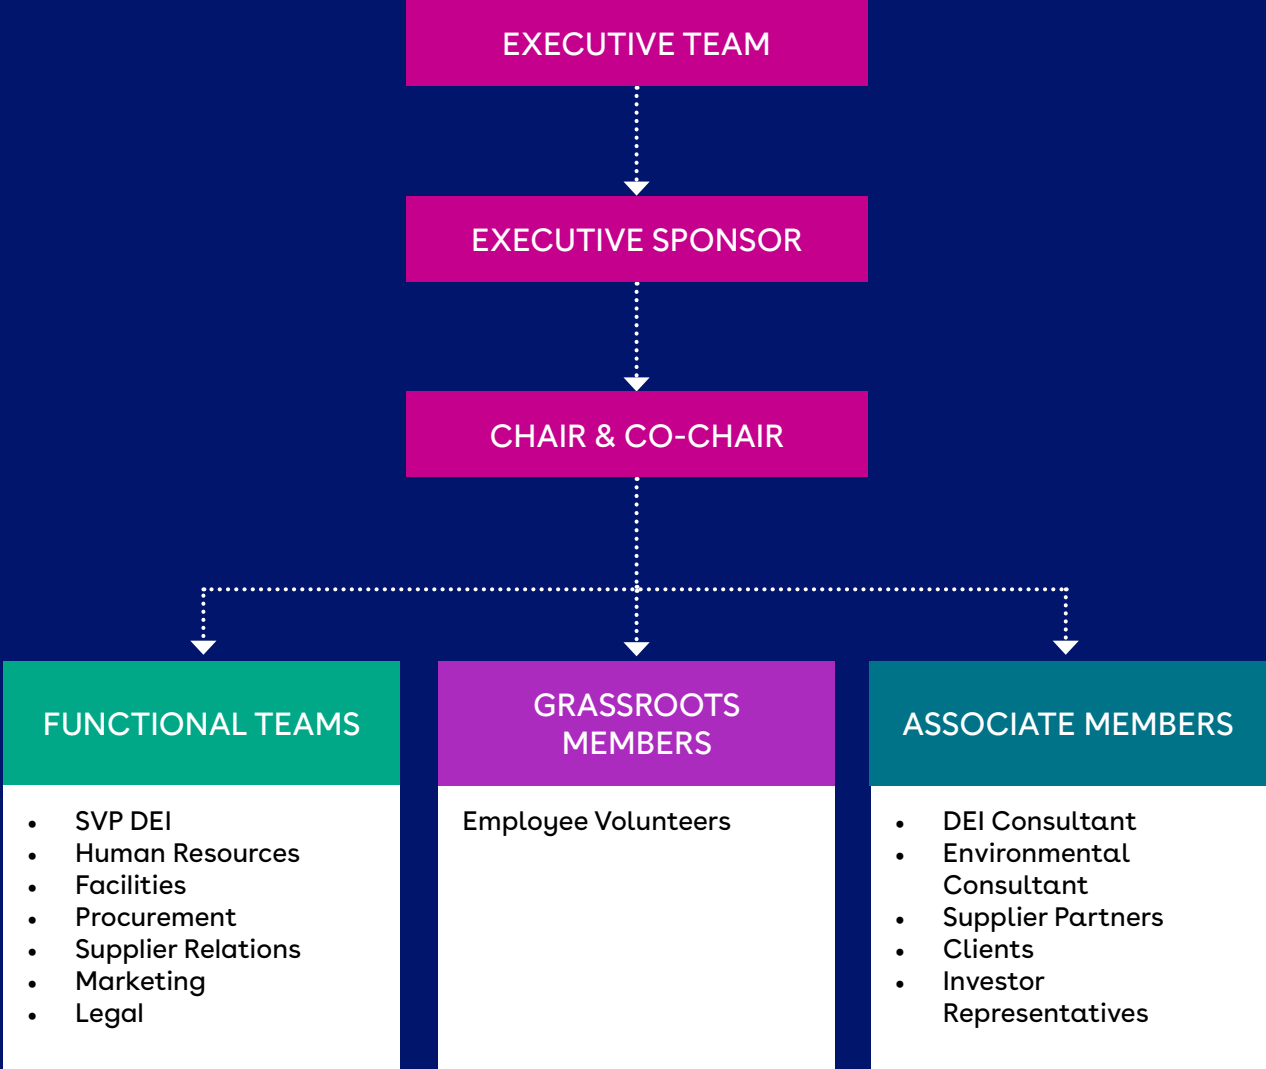 EXECUTIVE TEAM
EXECUTIVE SPONSOR
CHAIR & CO-CHAIR
FUNCTIONAL TEAMS
• SVP DEI
• Human Resources
• Facilities
• Procurement
• Supplier Relations
• Marketing
• Legal
GRASSROOTS
MEMBERS
Employee Volunteers
ASSOCIATE MEMBERS
• DEI Consultant
• Environmental
Consultant
• Supplier Partners
• Clients
• Investor
Representatives